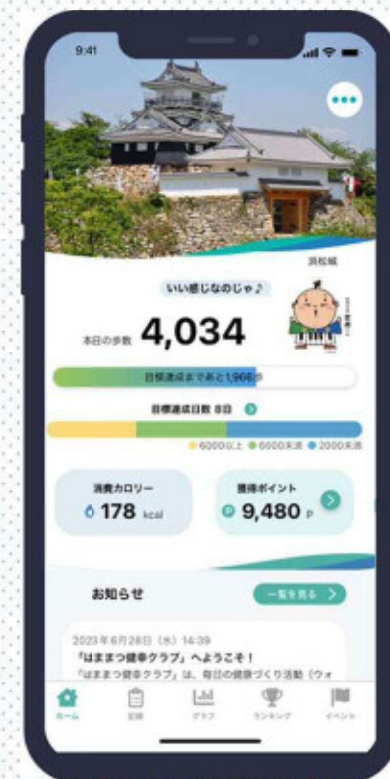 9:41
浜松城
いい感じなのじゃ♪
本日の歩数 4,034
目標達成まであと1,966歩
目標達成日数 8日
6000以上 6000未満 2000未満
消費カロリー
178 kcal
獲得ポイント
9,480 P
お知らせ
一覧を見る
2023年6月28日（水）14:39
「はままつ健幸クラブ」へようこそ！
「はままつ健幸クラブ」は、毎日の健康づくり活動（ウォ
ホーム 記録 グラフ ランキング イベント